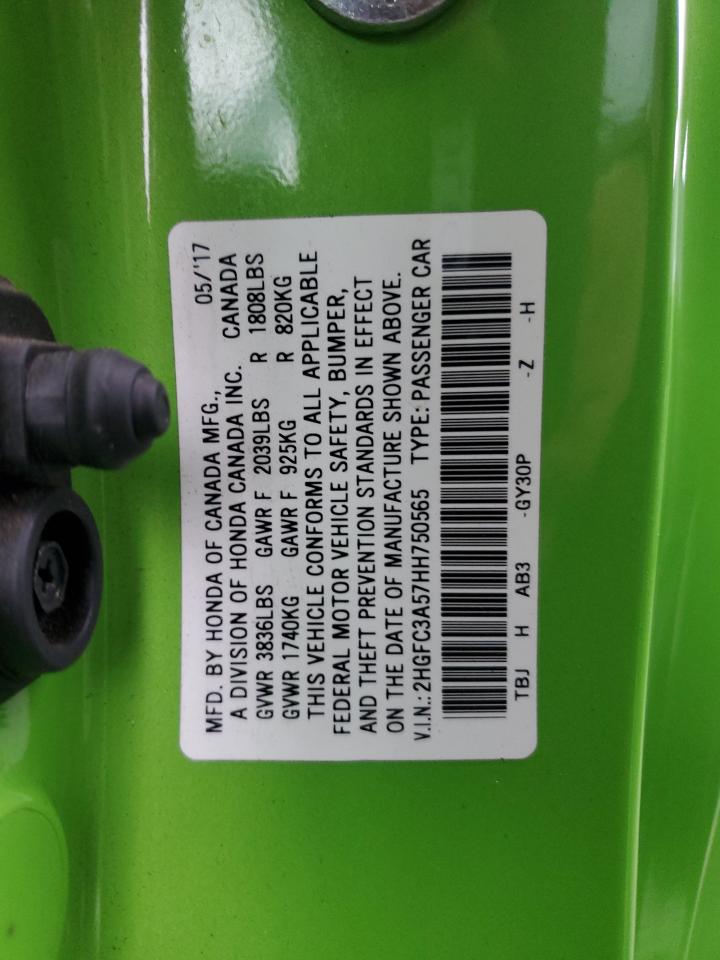 MFD. BY HONDA OF CANADA MFG., 05/'17
A DIVISION OF HONDA CANADA INC. CANADA
GVWR 3836LBS GAWR F 2039LBS R 1808LBS
GVWR 1740KG GAWR F 925KG R 820KG
THIS VEHICLE CONFORMS TO ALL APPLICABLE
FEDERAL MOTOR VEHICLE SAFETY, BUMPER,
AND THEFT PREVENTION STANDARDS IN EFFECT
ON THE DATE OF MANUFACTURE SHOWN ABOVE.
V.I.N.: 2HGFC3A57HH750565 TYPE: PASSENGER CAR
TBJ H AB3 -GY30P -Z -H